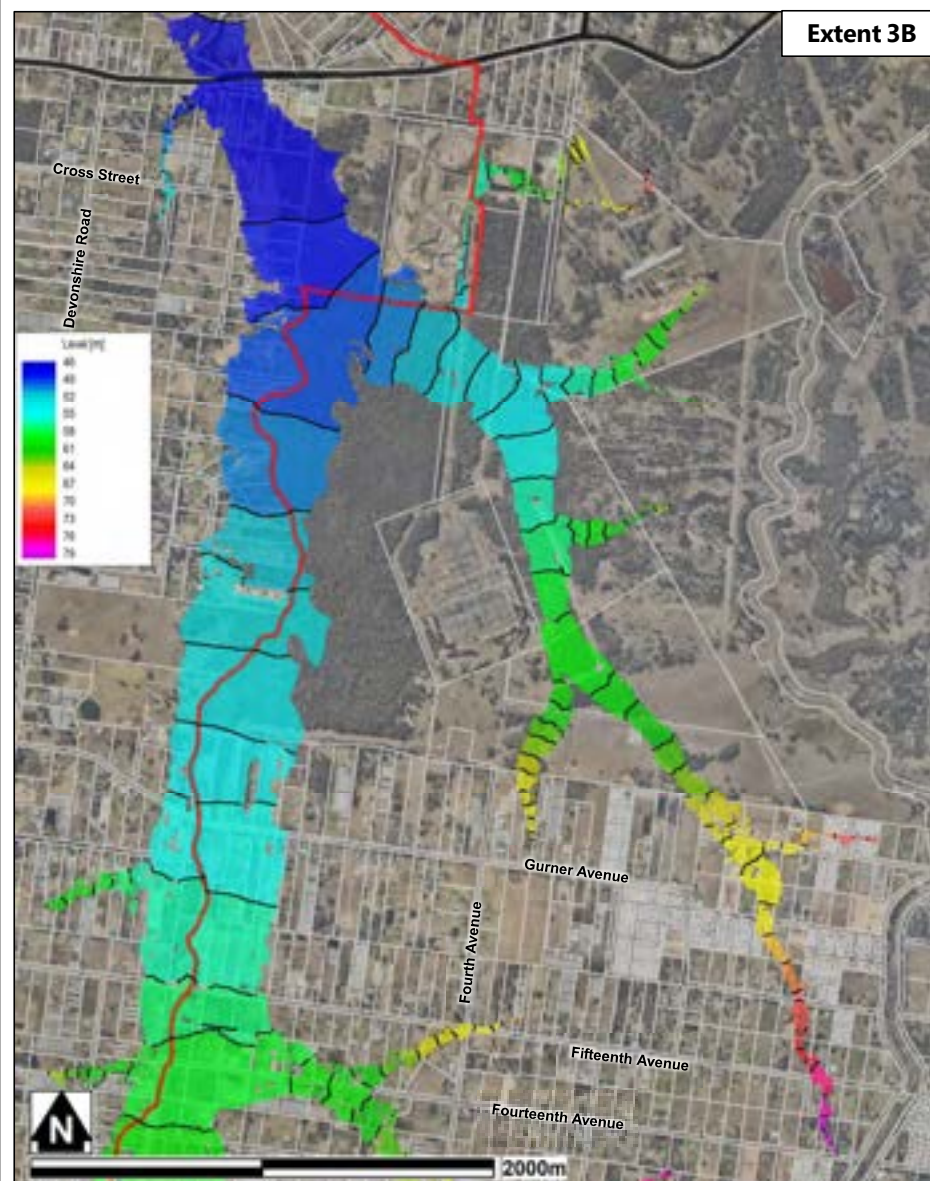 Extent 3B
Cross Street
Devonshire Road
Level [m]
46
49
52
55
58
61
64
67
70
73
76
79
Gurner Avenue
Fourth Avenue
Fifteenth Avenue
Fourteenth Avenue
N
2000m